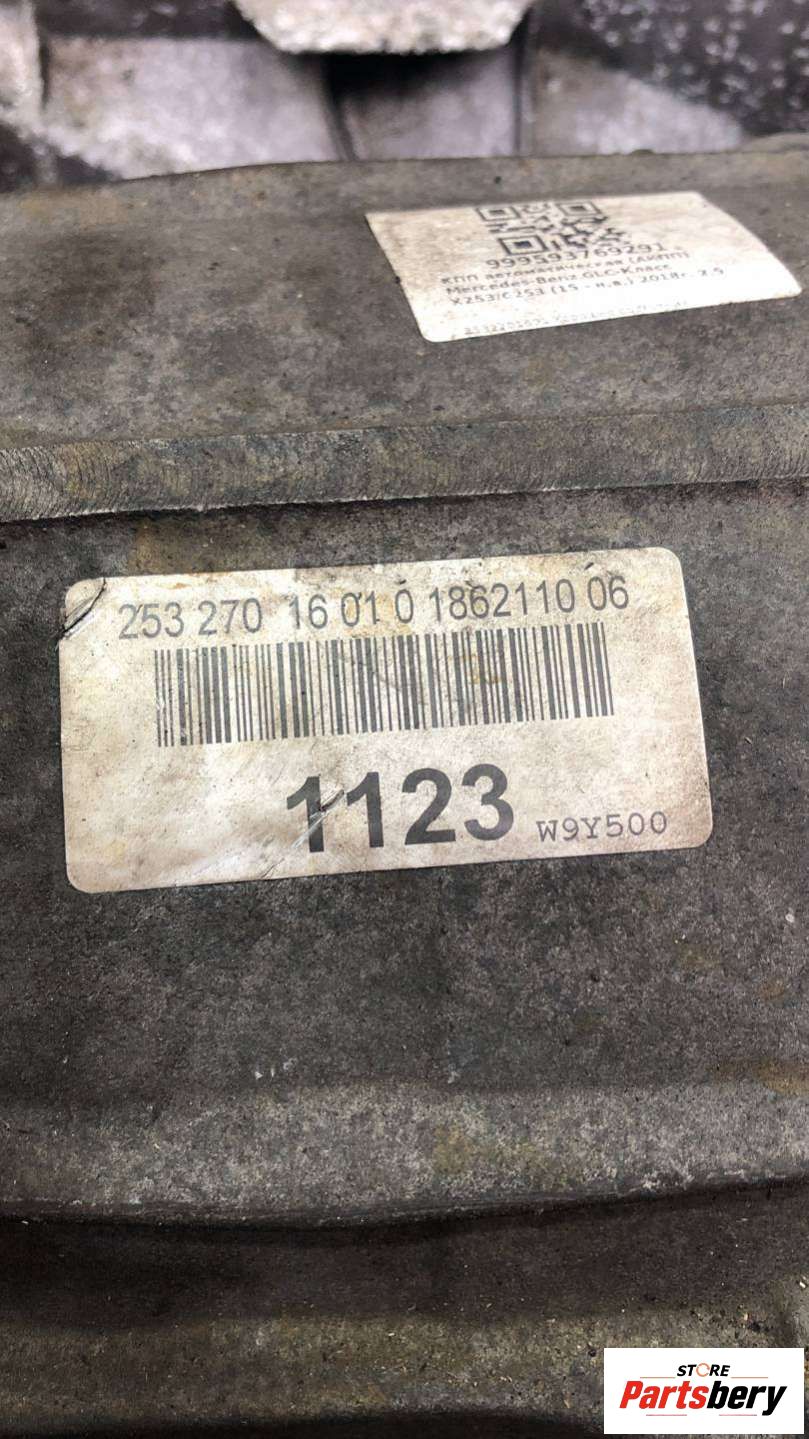 999593769291
КПП автоматическая (АКПП)
Mercedes-Benz GLC-Класс
X253/C253 (15 - н.в.) 2018г. 2.5
253 270 16 01 0 1862110 06
1123 W9Y500
STORE
Partsbery